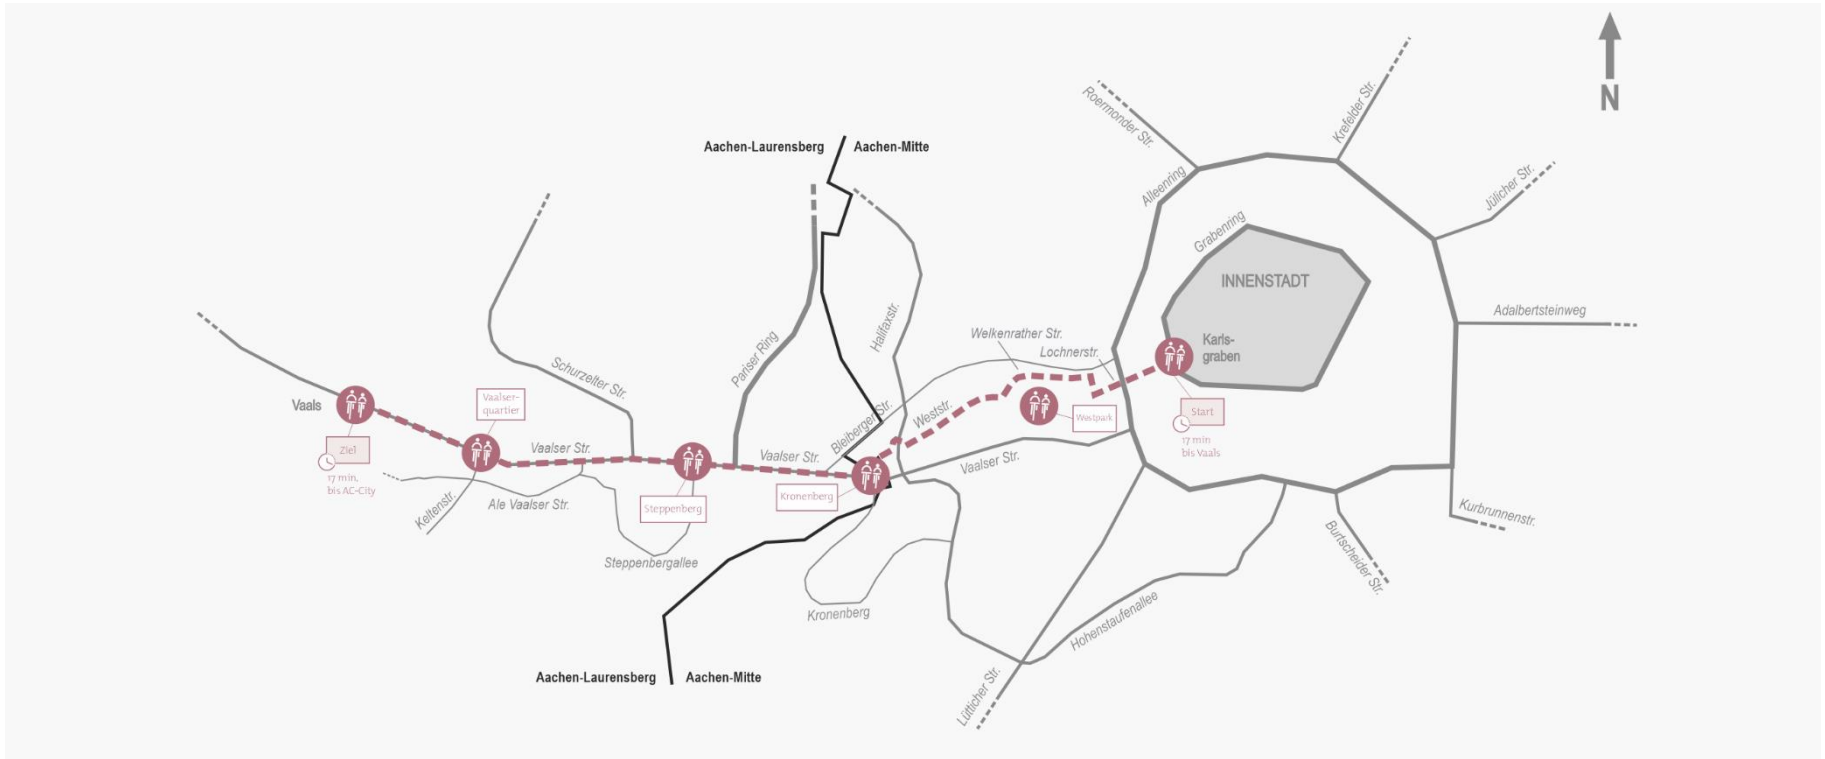 N
Krefelder Str.
Roermonder Str.
Aachen-Laurensberg
Aachen-Mitte
Jülicher Str.
Alleenring
Grabenring
INNENSTADT
Adalbertsteinweg
Halifaxstr.
Welkenrather Str.
Lochnerstr.
Karls-
graben
Pariser Ring
Schurzelter Str.
Vaals
Vaalser-
quartier
Start
17 min
bis Vaals
Westpark
Weststr.
Bleiberger Str.
Ziel
17 min.
bis AC-City
Vaalser Str.
Vaalser Str.
Vaalser Str.
Kronenberg
Steppenberg
Keltenstr.
Ale Vaalser Str.
Steppenbergallee
Kurbrunnenstr.
Burtscheider Str.
Kronenberg
Hohenstaufenallee
Lütticher Str.
Aachen-Laurensberg
Aachen-Mitte